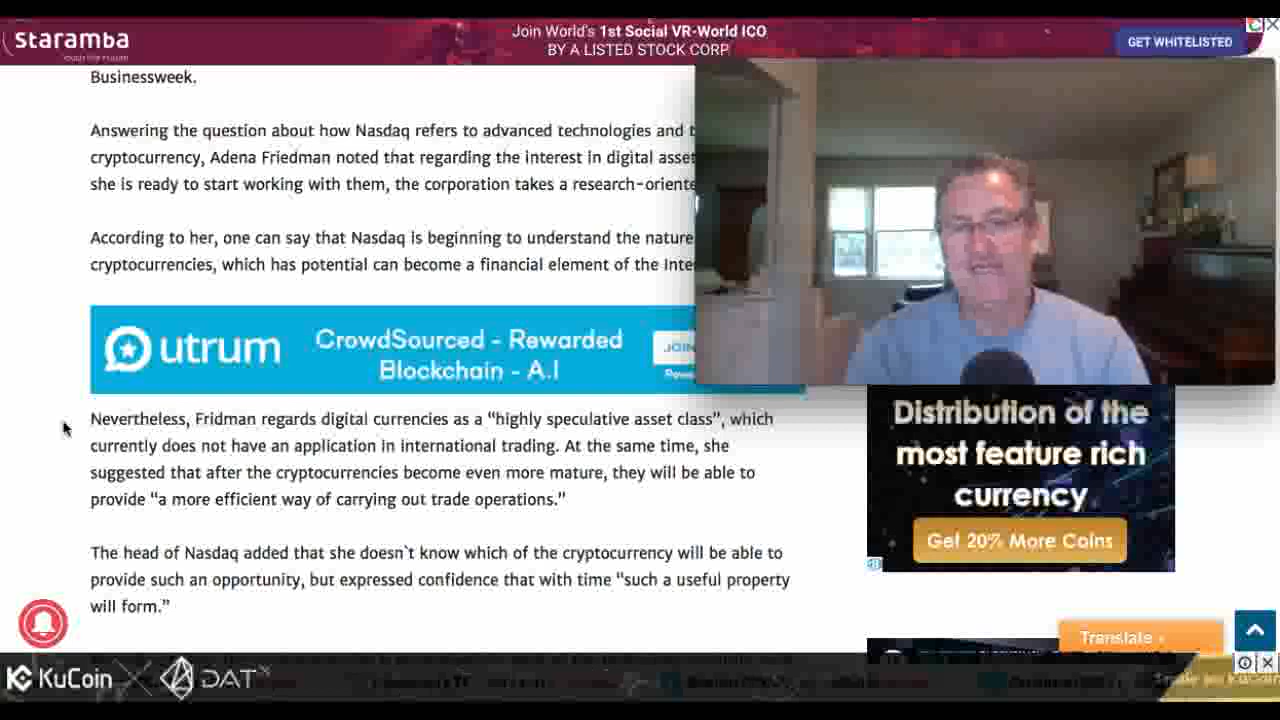 staramba
Join World's 1st Social VR-World ICO
BY A LISTED STOCK CORP
GET WHITELISTED
Businessweek.
Answering the question about how Nasdaq refers to advanced technologies and
cryptocurrency, Adena Friedman noted that regarding the interest in digital asset
she is ready to start working with them, the corporation takes a research-oriente
According to her, one can say that Nasdaq is beginning to understand the nature
cryptocurrencies, which has potential can become a financial element of the Inte
utrum
CrowdSourced - Rewarded
Blockchain - A.I
JOIN
Nevertheless, Fridman regards digital currencies as a “highly speculative asset class”, which
currently does not have an application in international trading. At the same time, she
suggested that after the cryptocurrencies become even more mature, they will be able to
provide “a more efficient way of carrying out trade operations.”
The head of Nasdaq added that she doesn`t know which of the cryptocurrency will be able to
provide such an opportunity, but expressed confidence that with time “such a useful property
will form.”
Distribution of the
most feature rich
currency
Get 20% More Coins
Translate
KuCoin
DATx